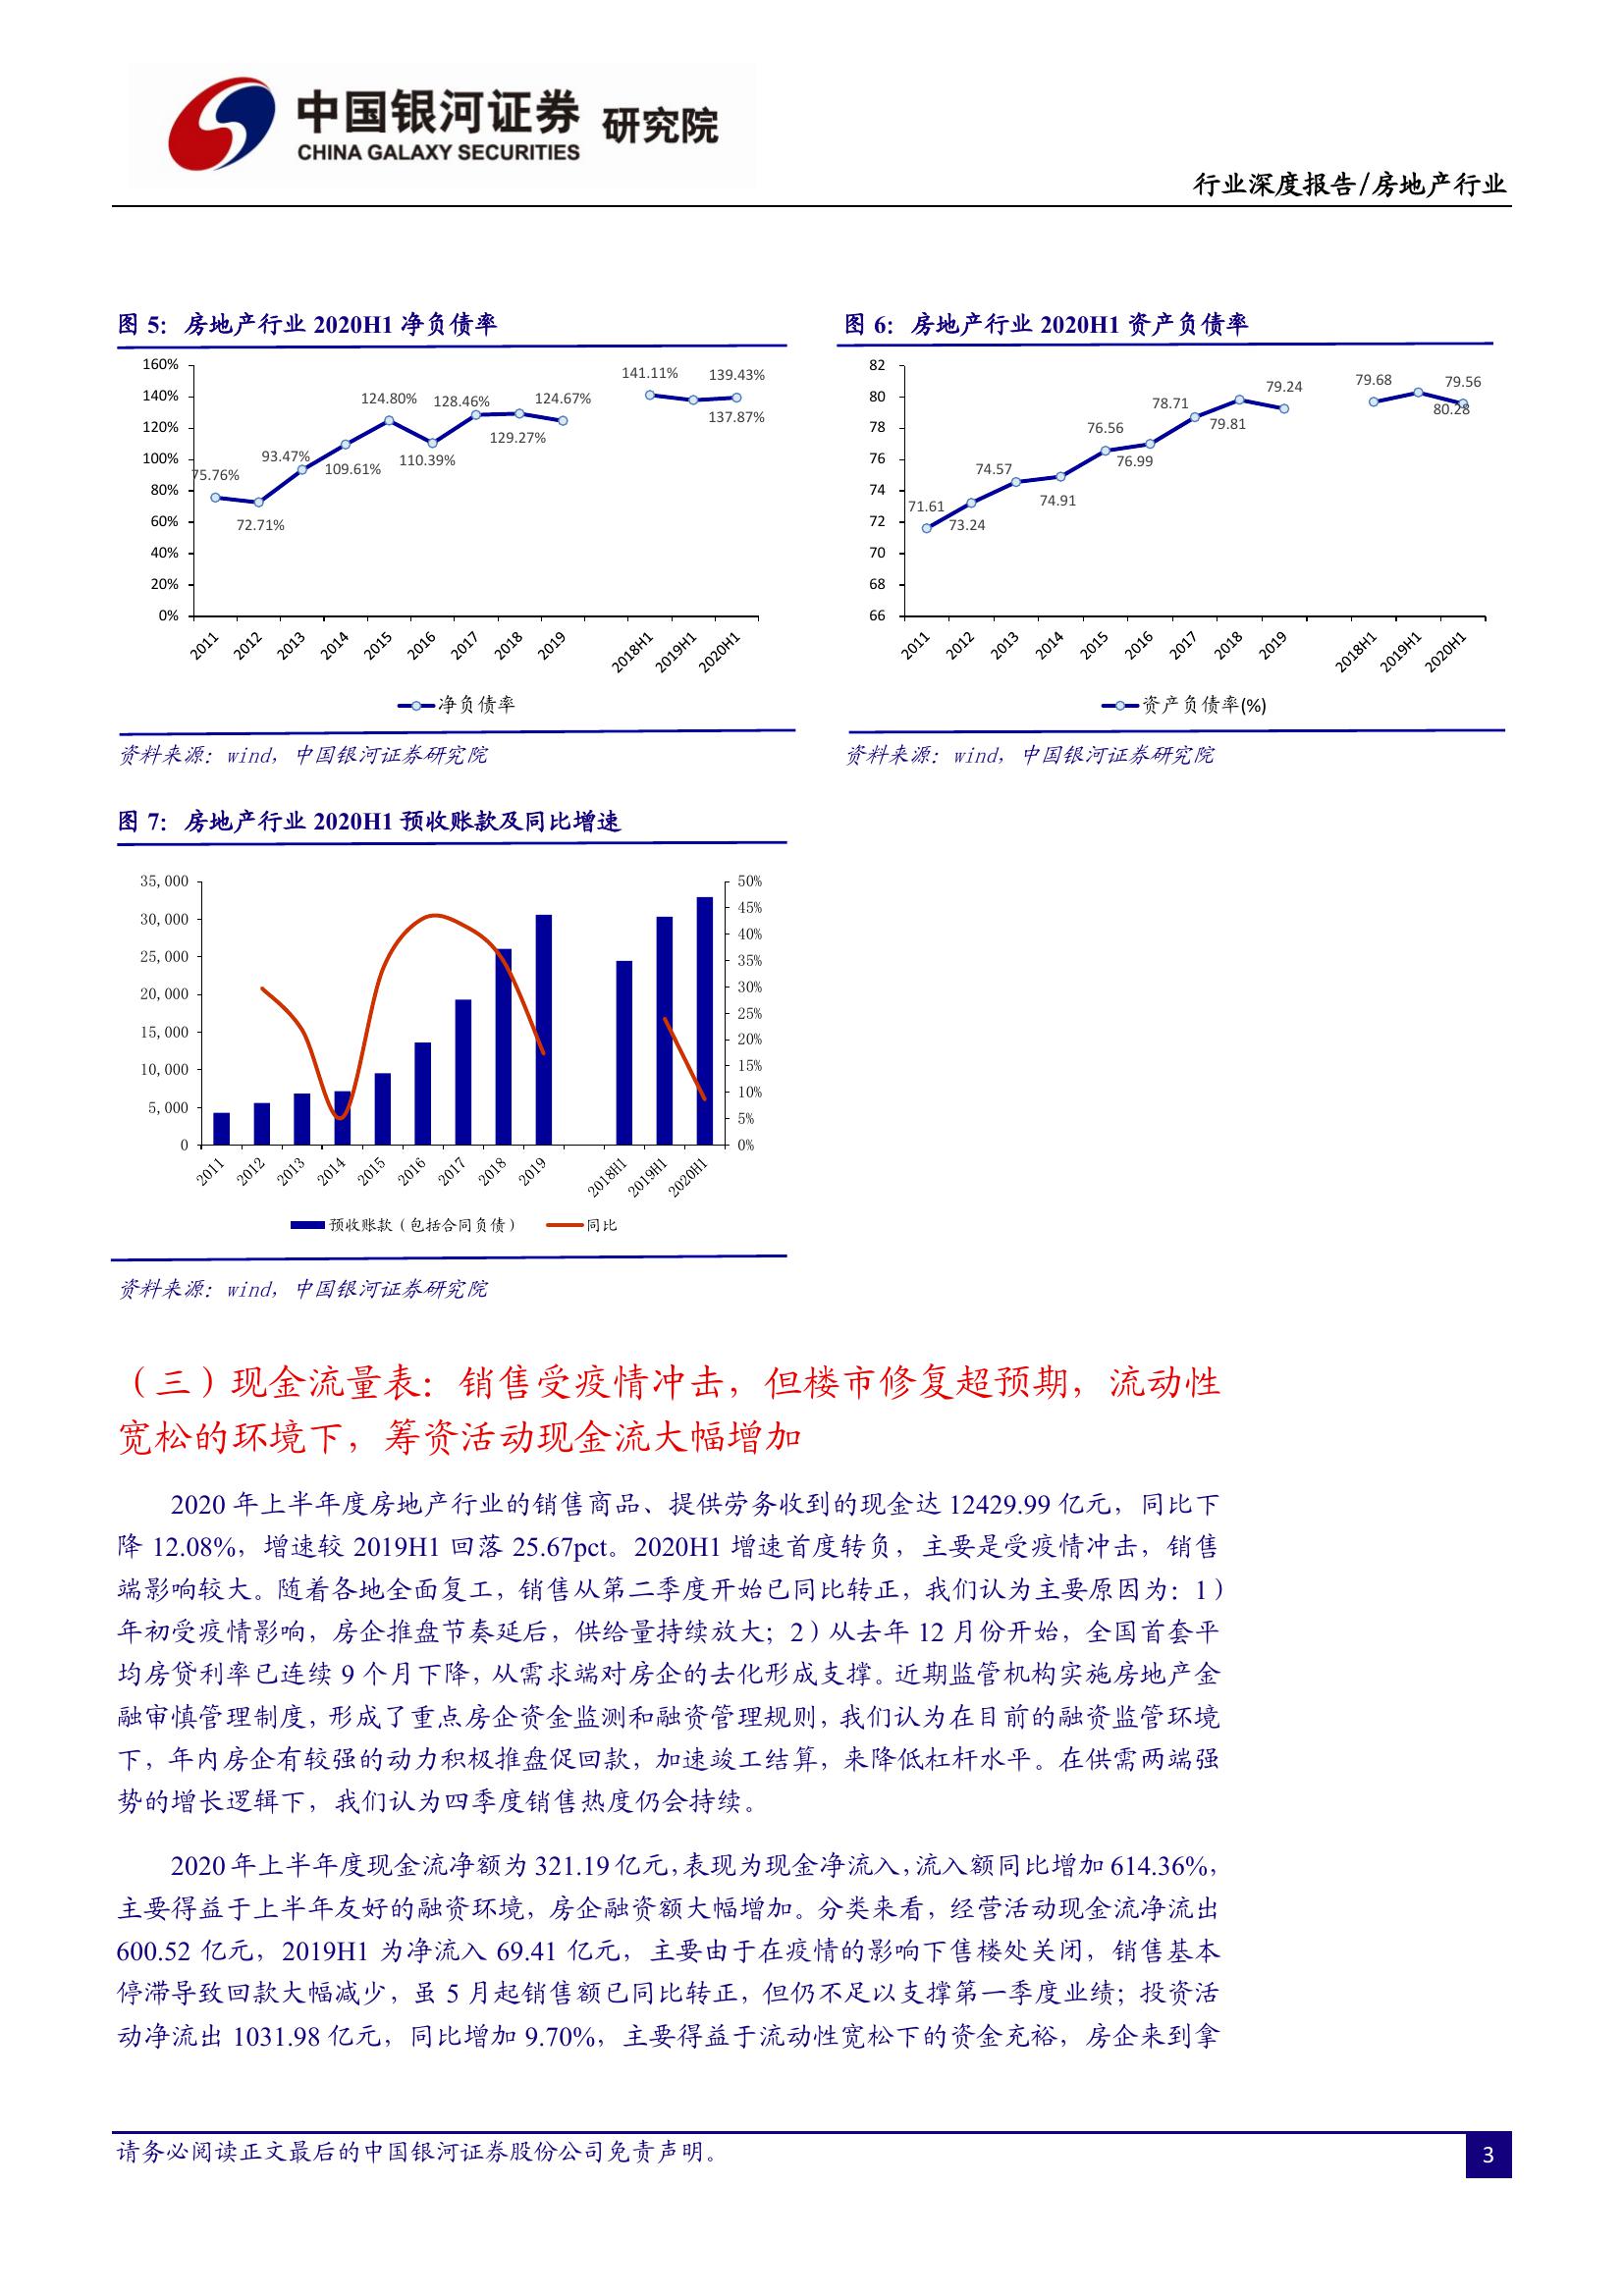 中国银河证券 研究院
CHINA GALAXY SECURITIES
行业深度报告/房地产行业
图 5：房地产行业 2020H1 净负债率
160%
140%
120%
100%
80%
60%
40%
20%
0%
75.76%
72.71%
93.47%
109.61%
124.80%
110.39%
128.46%
129.27%
124.67%
141.11%
137.87%
139.43%
2011
2012
2013
2014
2015
2016
2017
2018
2019
2018H1
2019H1
2020H1
净负债率
资料来源：wind，中国银河证券研究院
图 6：房地产行业 2020H1 资产负债率
82
80
78
76
74
72
70
68
66
71.61
73.24
74.57
74.91
76.56
76.99
78.71
79.81
79.24
79.68
80.28
79.56
2011
2012
2013
2014
2015
2016
2017
2018
2019
2018H1
2019H1
2020H1
资产负债率(%)
资料来源：wind，中国银河证券研究院
图 7：房地产行业 2020H1 预收账款及同比增速
35,000
30,000
25,000
20,000
15,000
10,000
5,000
0
50%
45%
40%
35%
30%
25%
20%
15%
10%
5%
0%
2011
2012
2013
2014
2015
2016
2017
2018
2019
2018H1
2019H1
2020H1
预收账款（包括合同负债） 同比
资料来源：wind，中国银河证券研究院
（三）现金流量表：销售受疫情冲击，但楼市修复超预期，流动性
宽松的环境下，筹资活动现金流大幅增加
2020 年上半年度房地产行业的销售商品、提供劳务收到的现金达 12429.99 亿元，同比下
降 12.08%，增速较 2019H1 回落 25.67pct。2020H1 增速首度转负，主要是受疫情冲击，销售
端影响较大。随着各地全面复工，销售从第二季度开始已同比转正，我们认为主要原因为：1）
年初受疫情影响，房企推盘节奏延后，供给量持续放大；2）从去年 12 月份开始，全国首套平
均房贷利率已连续 9 个月下降，从需求端对房企的去化形成支撑。近期监管机构实施房地产金
融审慎管理制度，形成了重点房企资金监测和融资管理规则，我们认为在目前的融资监管环境
下，年内房企有较强的动力积极推盘促回款，加速竣工结算，来降低杠杆水平。在供需两端强
势的增长逻辑下，我们认为四季度销售热度仍会持续。
2020 年上半年度现金流净额为 321.19 亿元，表现为现金净流入，流入额同比增加 614.36%，
主要得益于上半年友好的融资环境，房企融资额大幅增加。分类来看，经营活动现金流净流出
600.52 亿元，2019H1 为净流入 69.41 亿元，主要由于在疫情的影响下售楼处关闭，销售基本
停滞导致回款大幅减少，虽 5 月起销售额已同比转正，但仍不足以支撑第一季度业绩；投资活
动净流出 1031.98 亿元，同比增加 9.70%，主要得益于流动性宽松下的资金充裕，房企来到拿
请务必阅读正文最后的中国银河证券股份公司免责声明。
3